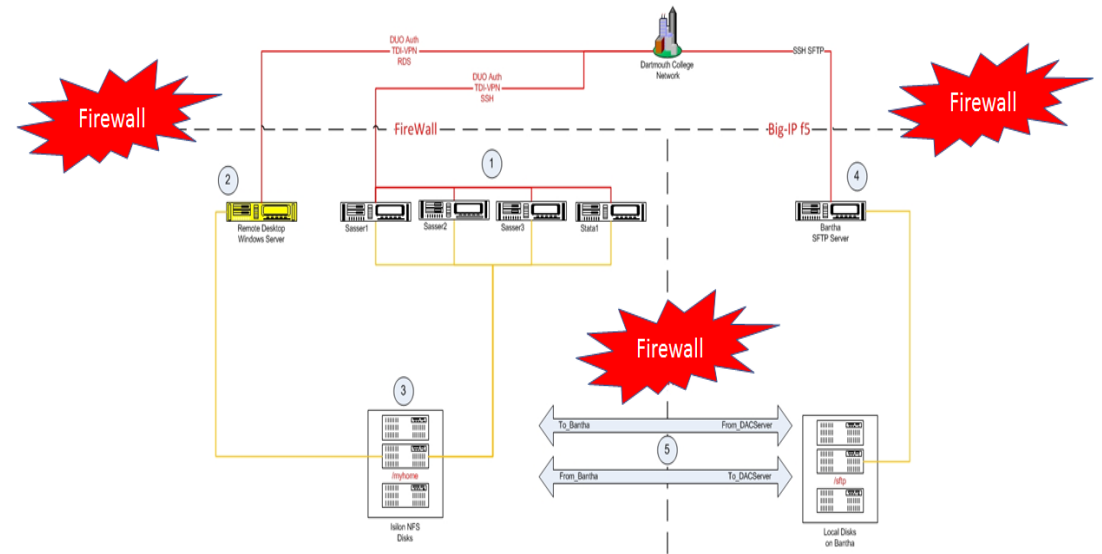 DUO Auth
TDI-VPN
RDS
DUO Auth
TDI-VPN
SSH
Dartmouth College
Network
SSH SFTP
Firewall
Firewall
FireWall
Big-IP f5
1
2
4
Remote Desktop
Windows Server
Sasser1
Sasser2
Sasser3
Stata1
Bartha
SFTP Server
Firewall
3
To_Bantha
From_DACServer
5
From_Bantha
To_DACServer
/myhome
/sftp
Isilon NFS
Disks
Local Disks
on Bantha